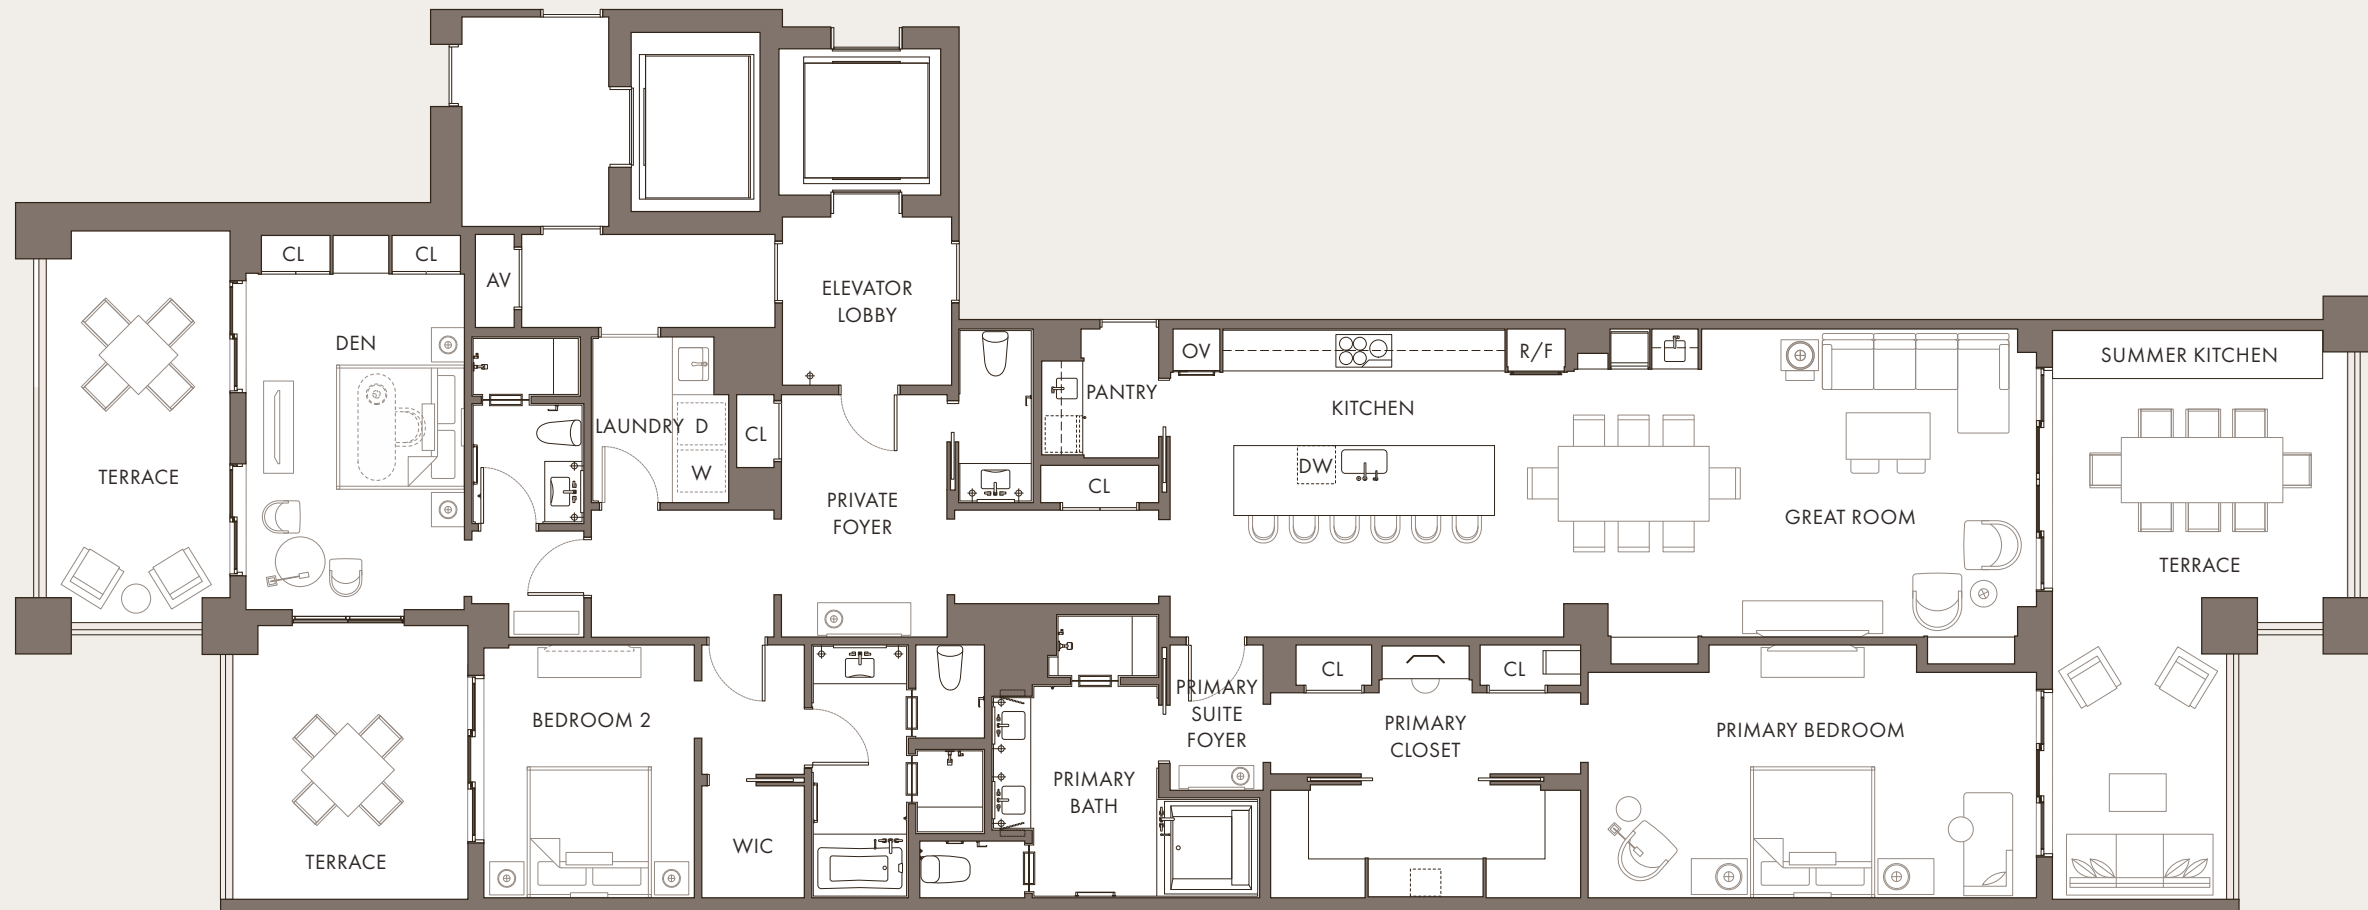 CL
CL
AV
DEN
TERRACE
ELEVATOR
LOBBY
LAUNDRY
D
W
CL
PRIVATE
FOYER
PANTRY
CL
OV
R/F
KITCHEN
DW
GREAT ROOM
SUMMER KITCHEN
TERRACE
TERRACE
BEDROOM 2
WIC
PRIMARY
BATH
PRIMARY
SUITE
FOYER
CL
CL
PRIMARY
CLOSET
PRIMARY BEDROOM